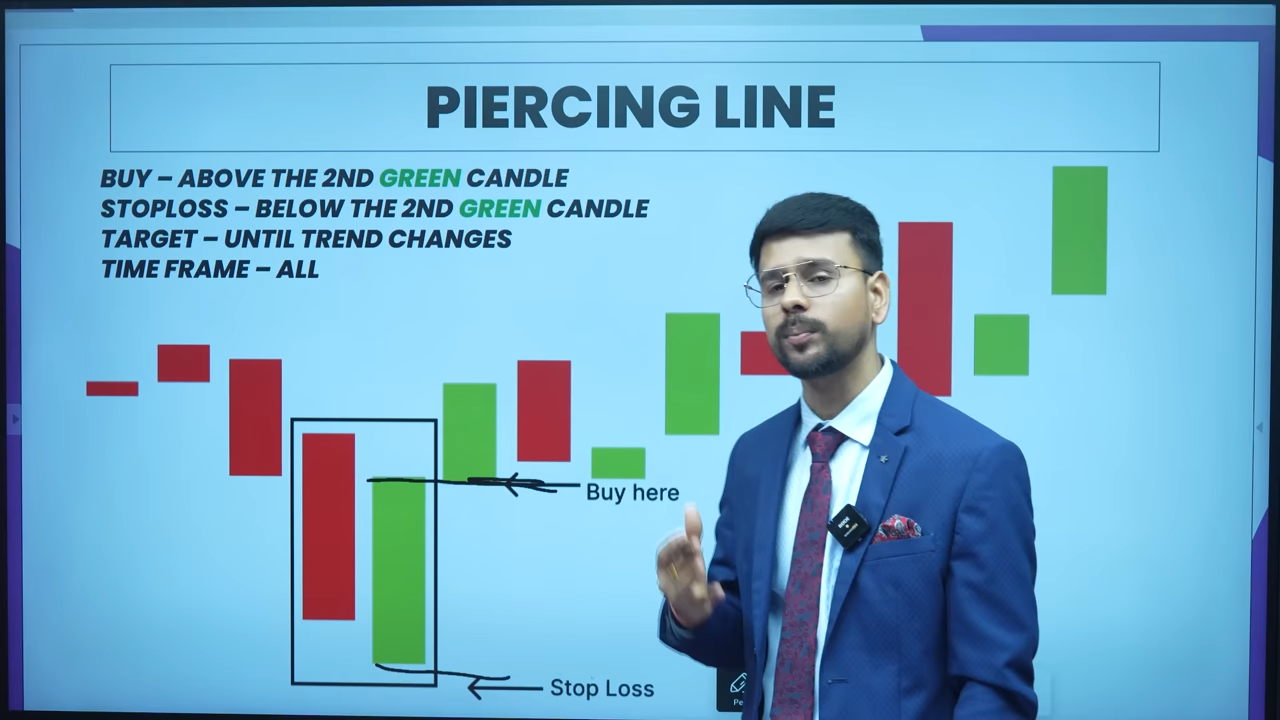 PIERCING LINE
BUY – ABOVE THE 2ND GREEN CANDLE
STOPLOSS – BELOW THE 2ND GREEN CANDLE
TARGET – UNTIL TREND CHANGES
TIME FRAME – ALL
Buy here
Stop Loss
Pe